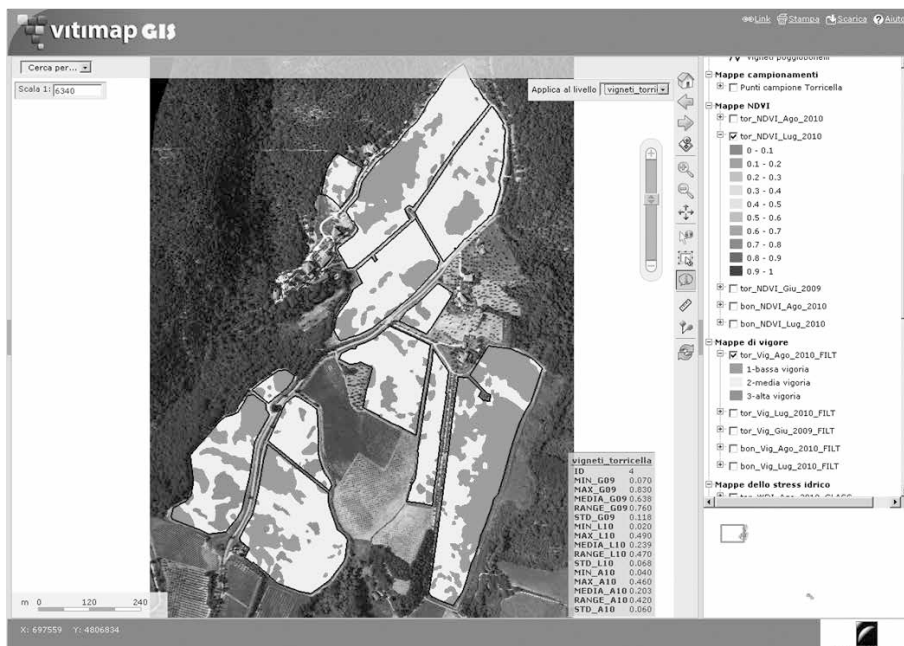 vitimap GIS
Link Stampa Scarica Aiuto
Cerca per...
Scala 1: 6340
Applica al livello vigneti_torri
vigneti poggiobonelli
Mappe campionamenti
Punti campione Torricella
Mappe NDVI
tor_NDVI_Ago_2010
tor_NDVI_Lug_2010
0 - 0.1
0.1 - 0.2
0.2 - 0.3
0.3 - 0.4
0.4 - 0.5
0.5 - 0.6
0.6 - 0.7
0.7 - 0.8
0.8 - 0.9
0.9 - 1
tor_NDVI_Giu_2009
bon_NDVI_Ago_2010
bon_NDVI_Lug_2010
Mappe di vigore
tor_Vig_Ago_2010_FILT
1-bassa vigoria
2-media vigoria
3-alta vigoria
tor_Vig_Lug_2010_FILT
tor_Vig_Giu_2009_FILT
bon_Vig_Ago_2010_FILT
bon_Vig_Lug_2010_FILT
Mappe dello stress idrico
vigneti_torricella
ID 4
MIN_G09 0.070
MAX_G09 0.830
MEDIA_G09 0.638
RANGE_G09 0.760
STD_G09 0.118
MIN_L10 0.020
MAX_L10 0.490
MEDIA_L10 0.239
RANGE_L10 0.470
STD_L10 0.068
MIN_A10 0.040
MAX_A10 0.460
MEDIA_A10 0.203
RANGE_A10 0.420
STD_A10 0.060
m 0 120 240
X: 697559 Y: 4806834